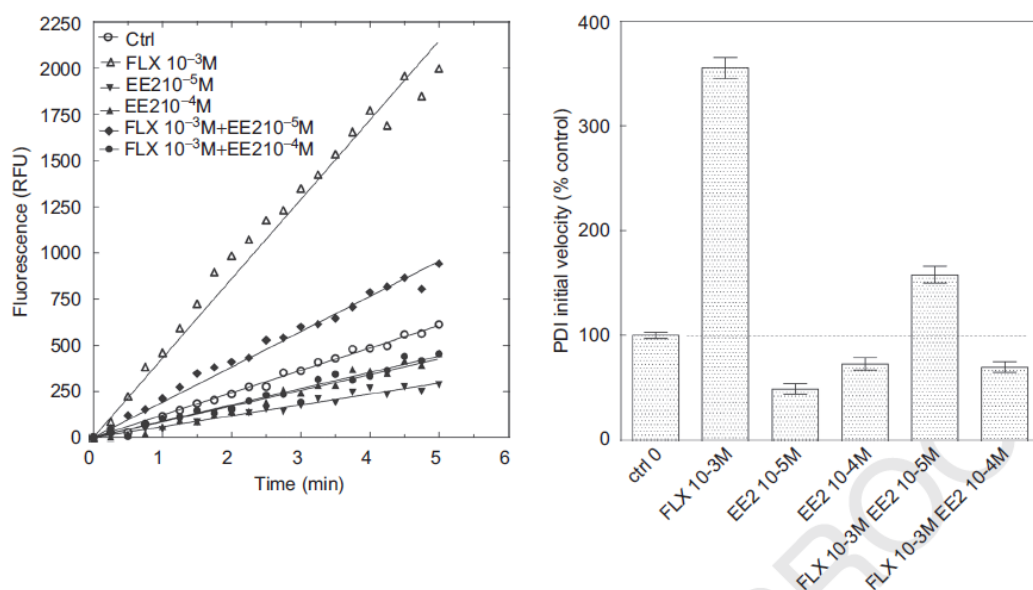 2250
2000
1750
1500
1250
1000
750
500
250
0
Fluorescence (RFU)
Ctrl
FLX 10⁻³M
EE210⁻⁵M
EE210⁻⁴M
FLX 10⁻³M+EE210⁻⁵M
FLX 10⁻³M+EE210⁻⁴M
0 1 2 3 4 5 6
Time (min)
400
300
200
100
0
PDI initial velocity (% control)
ctrl 0
FLX 10-3M
EE2 10-5M
EE2 10-4M
FLX 10-3M EE2 10-5M
FLX 10-3M EE2 10-4M